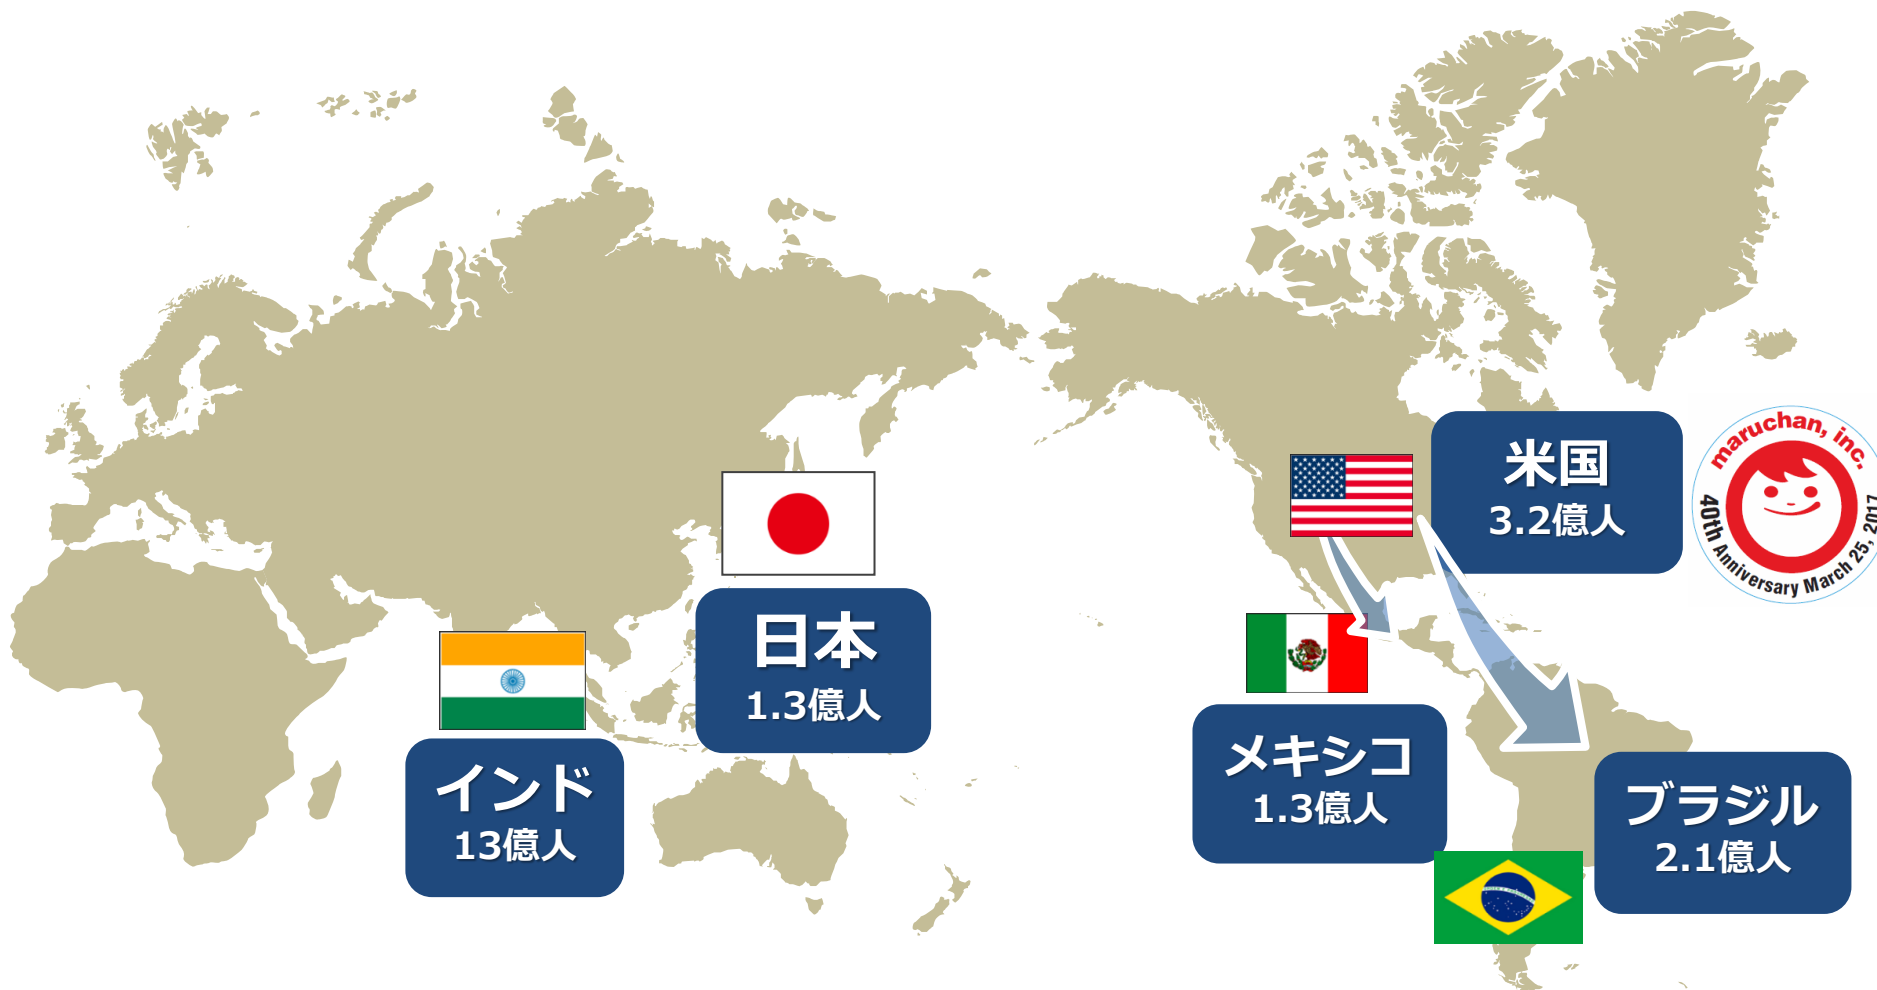 米国
3.2億人
maruchan, inc.
40th Anniversary March 25, 2017
日本
1.3億人
インド
13億人
メキシコ
1.3億人
ブラジル
2.1億人